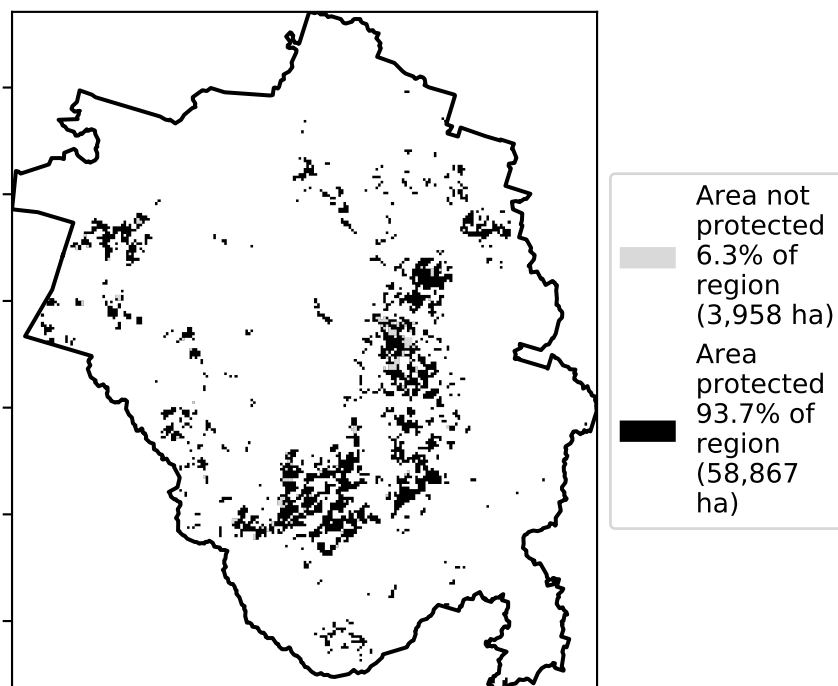 Area not
protected
6.3% of
region
(3,958 ha)
Area
protected
93.7% of
region
(58,867
ha)